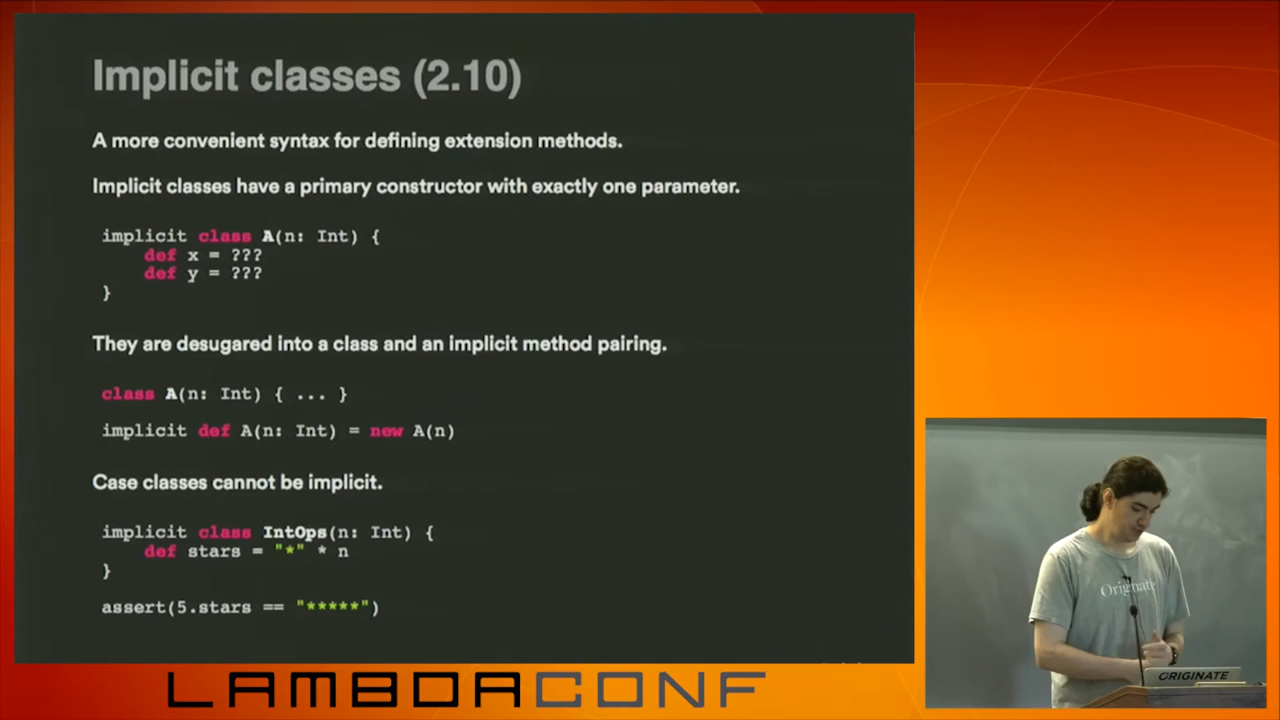 Implicit classes (2.10)
A more convenient syntax for defining extension methods.
Implicit classes have a primary constructor with exactly one parameter.
implicit class A(n: Int) {
    def x = ???
    def y = ???
}
They are desugared into a class and an implicit method pairing.
class A(n: Int) { ... }
implicit def A(n: Int) = new A(n)
Case classes cannot be implicit.
implicit class IntOps(n: Int) {
    def stars = "*" * n
}
assert(5.stars == "*****")
Originate
ORIGINATE
LAMBDACONF